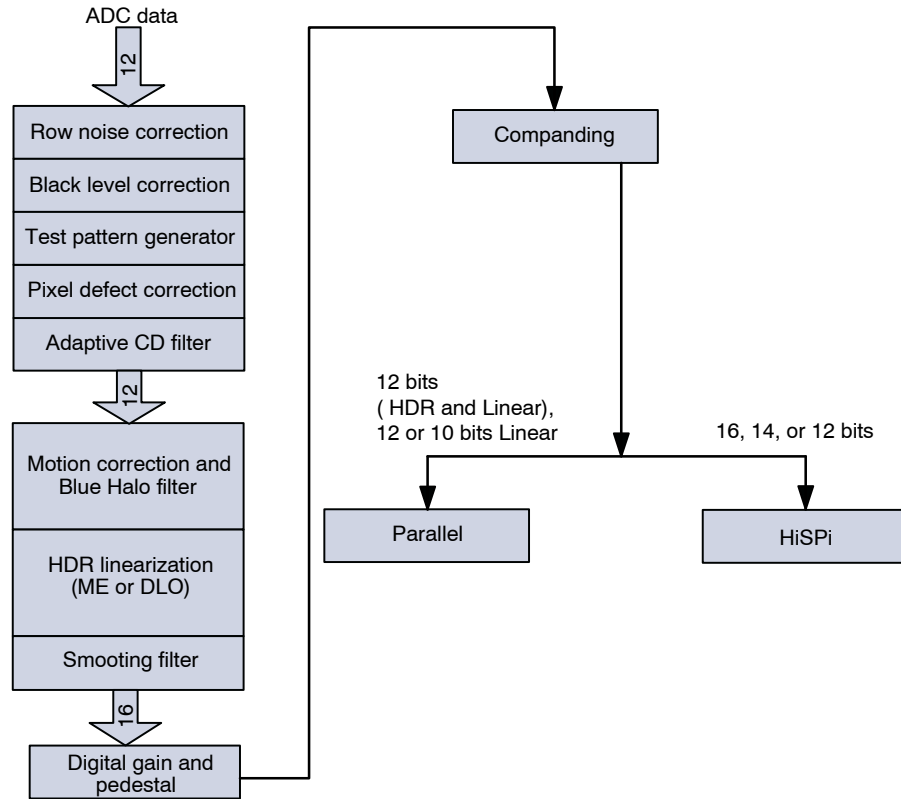 ADC data
12
Row noise correction
Black level correction
Test pattern generator
Pixel defect correction
Adaptive CD filter
12
Motion correction and
Blue Halo filter
HDR linearization
(ME or DLO)
Smooting filter
16
Digital gain and
pedestal
Companding
12 bits
( HDR and Linear),
12 or 10 bits Linear
16, 14, or 12 bits
Parallel
HiSPi